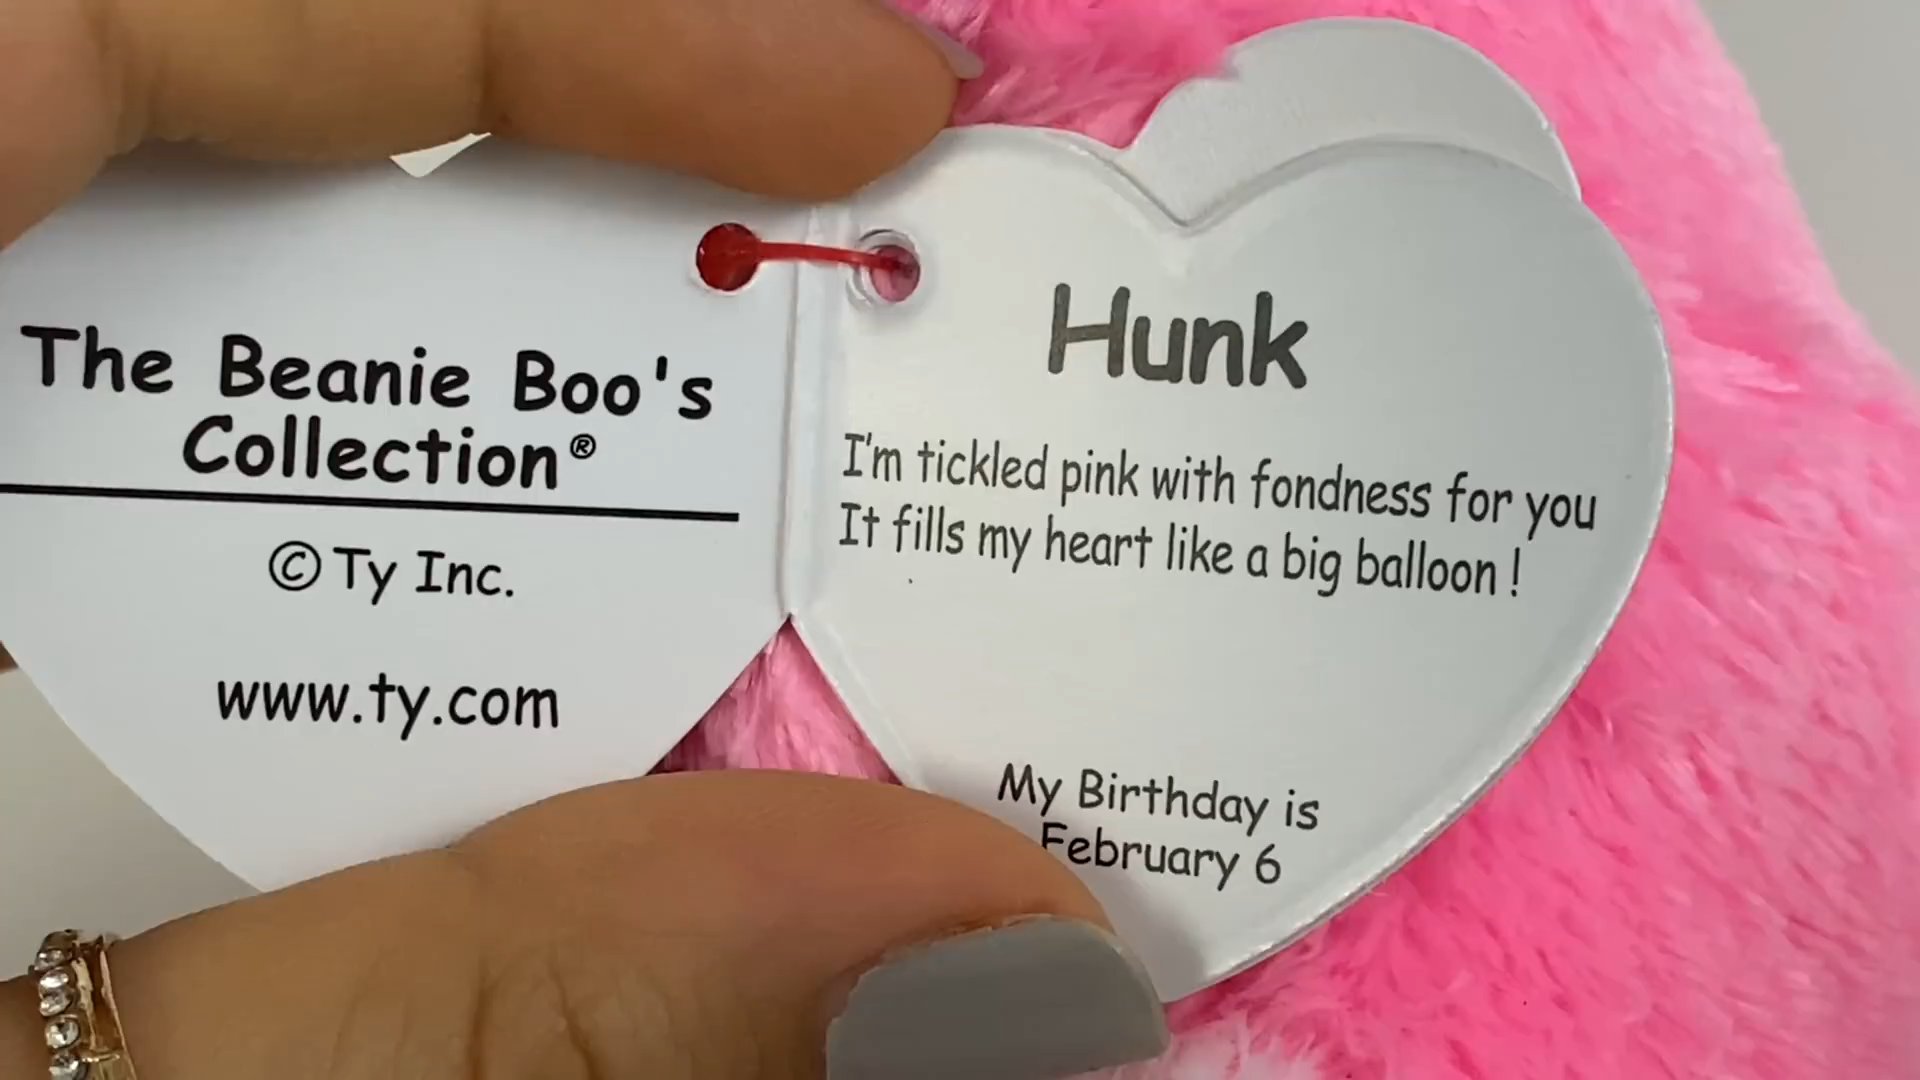 The Beanie Boo's
Collection®
© Ty Inc.
www.ty.com
Hunk
I'm tickled pink with fondness for you
It fills my heart like a big balloon !
My Birthday is
February 6